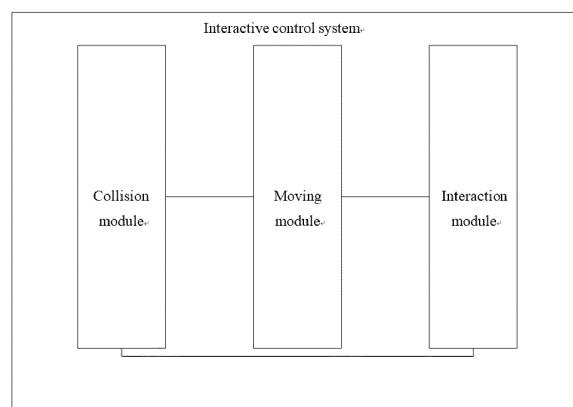 Interactive control system
Collision
module
Moving
module
Interaction
module